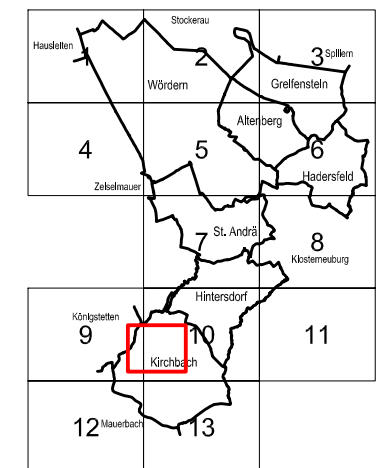 Stockerau
Hausleiten
2
3 Spillern
Wördern
Greifenstein
Altenberg
4
5
6
Hadersfeld
Zeiselmauer
7 St. Andrä
8
Klosterneuburg
Hintersdorf
Königstetten
9
10
11
Kirchbach
12 Mauerbach
13